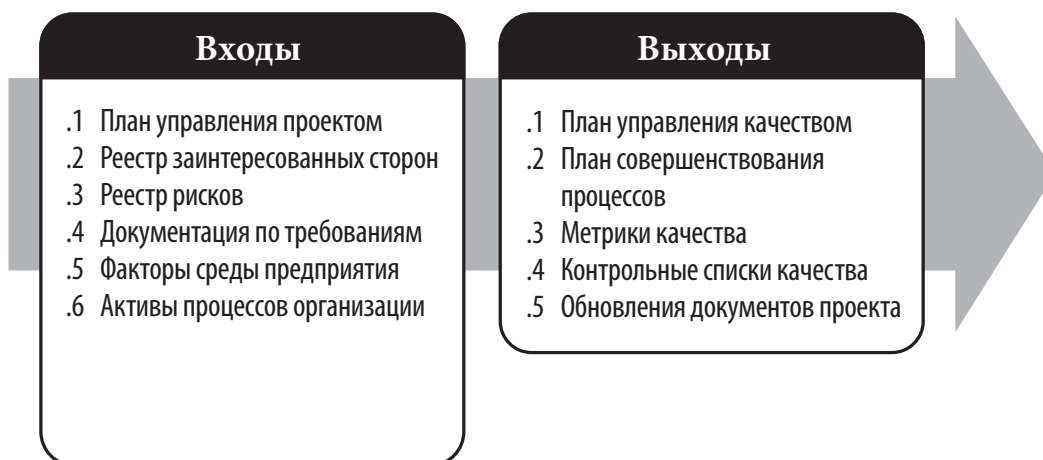 Входы
.1 План управления проектом
.2 Реестр заинтересованных сторон
.3 Реестр рисков
.4 Документация по требованиям
.5 Факторы среды предприятия
.6 Активы процессов организации
Выходы
.1 План управления качеством
.2 План совершенствования
процессов
.3 Метрики качества
.4 Контрольные списки качества
.5 Обновления документов проекта